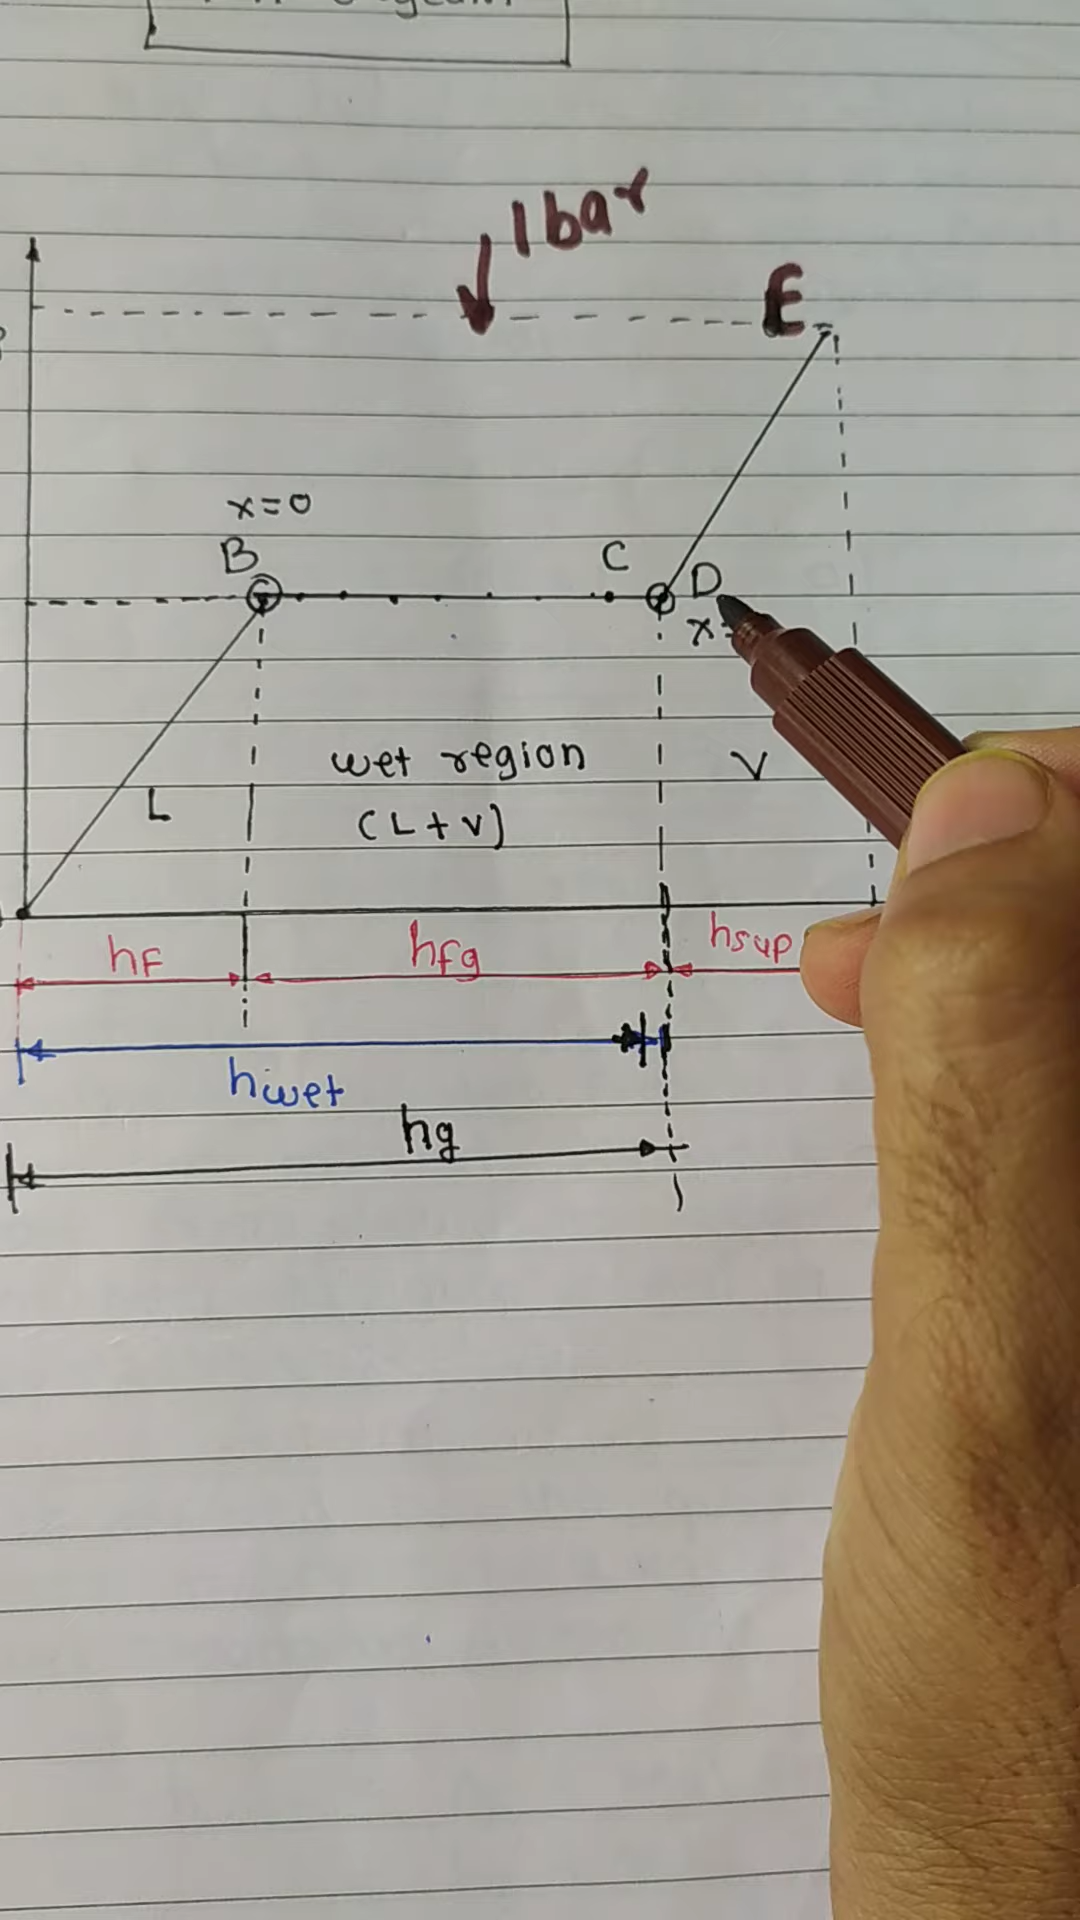 1bar
E
x=0
B
C
D
x=
wet region
V
L
(L+V)
hF
hfg
hsup
hwet
hg